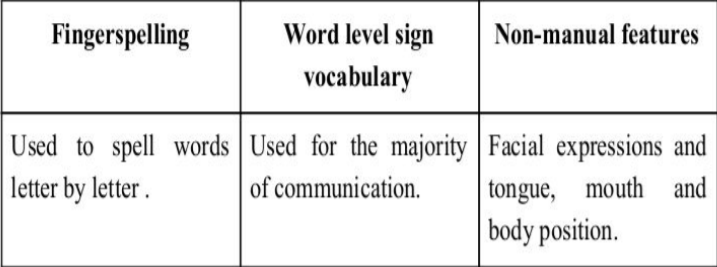 Fingerspelling
Word level sign
vocabulary
Non-manual features
Used to spell words
letter by letter .
Used for the majority
of communication.
Facial expressions and
tongue, mouth and
body position.